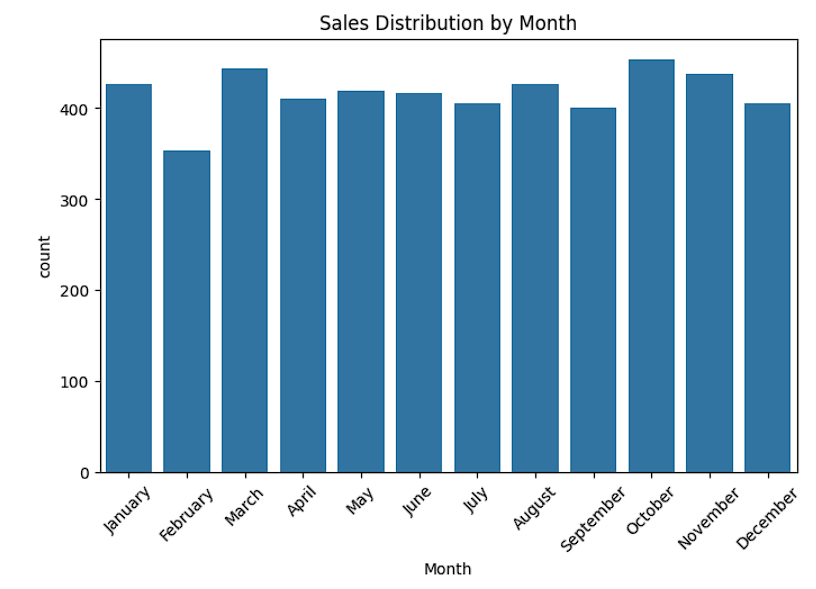 Sales Distribution by Month
count
400
300
200
100
0
January
February
March
April
May
June
July
August
September
October
November
December
Month